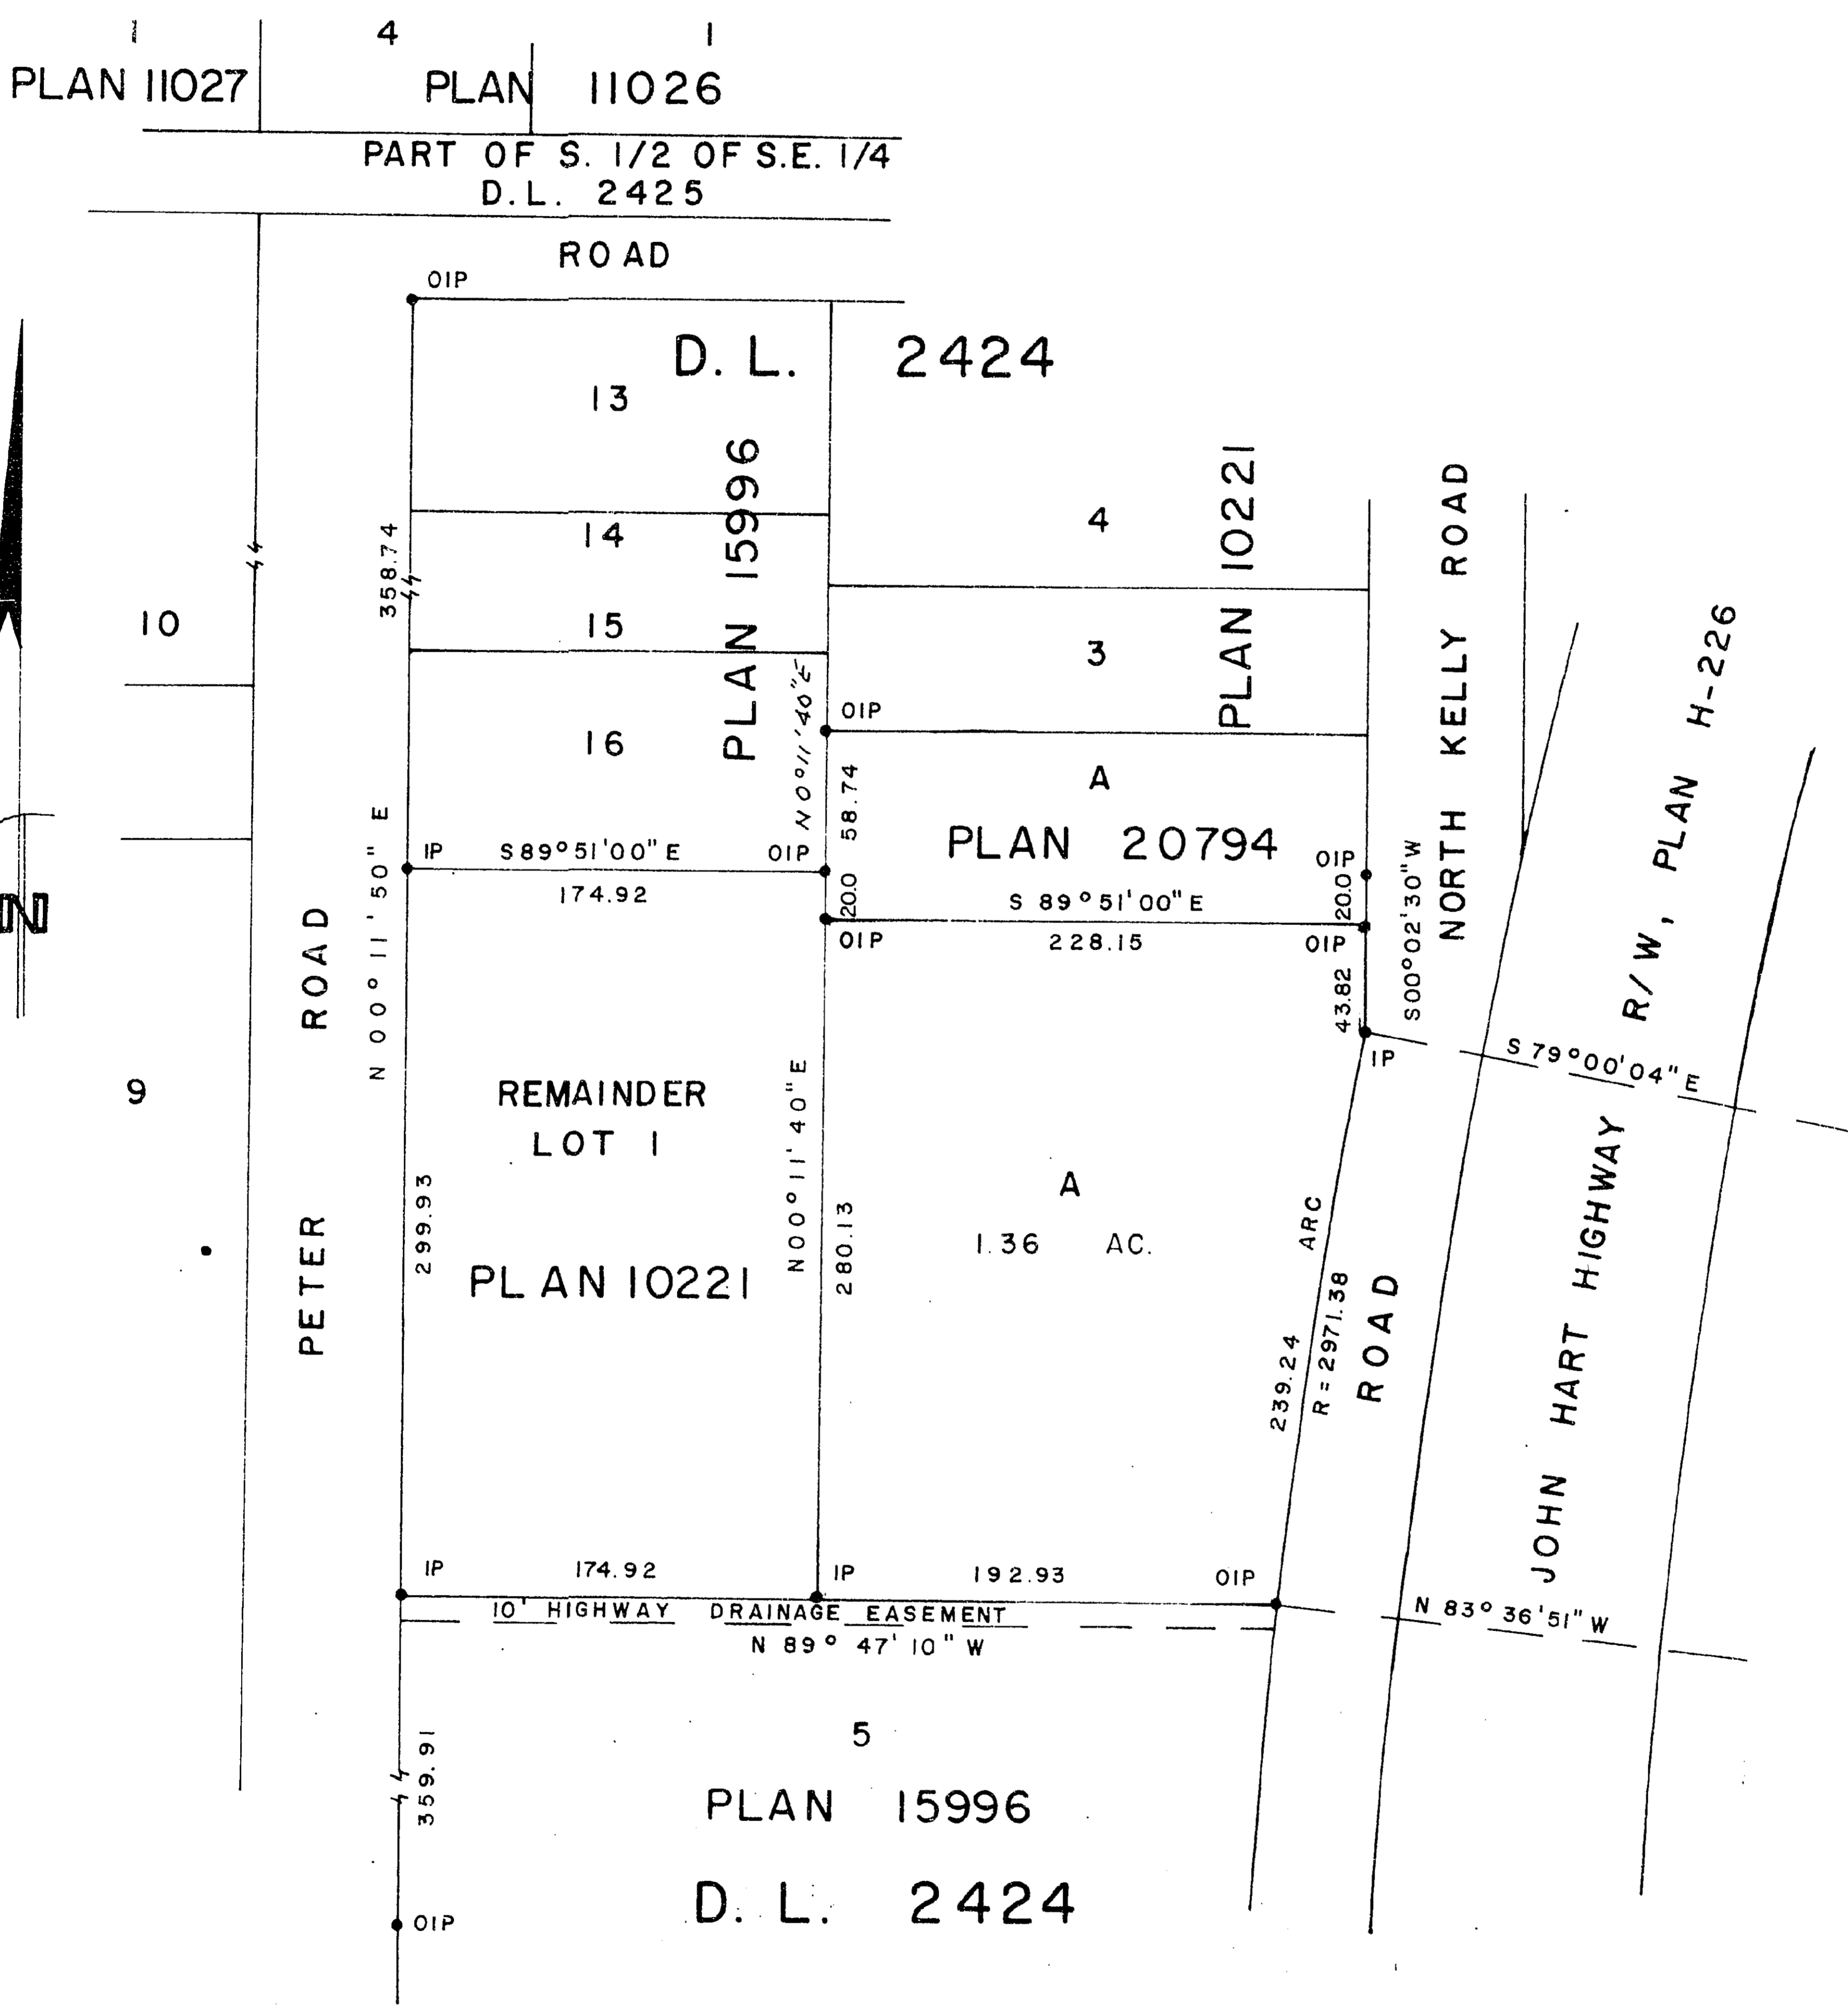 1
4
1
PLAN 11027
PLAN 11026
PART OF S. 1/2 OF S.E. 1/4
D.L. 2425
ROAD
OIP
D. L. 2424
13
PLAN 15996
14
358.74
15
10
4
PLAN 10221
3
NORTH KELLY ROAD
16
N 0°11'40"E
OIP
58.74
A
PLAN 20794
R/W, PLAN H-226
JOHN HART HIGHWAY
N 00°11'50" E
IP
S89°51'00"E
OIP
174.92
20.0
OIP
20.0
S 89°51'00"E
228.15
OIP
OIP
S00°02'30"W
43.82
IP
S 79°00'04"E
N
PETER ROAD
9
REMAINDER
LOT 1
N00°11'40"E
299.93
280.13
PLAN 10221
A
1.36 AC.
239.24 ARC
R = 2971.38
ROAD
IP
174.92
IP
192.93
OIP
10' HIGHWAY DRAINAGE EASEMENT
N 89° 47' 10" W
N 83° 36'51" W
5
359.91
PLAN 15996
D. L. 2424
OIP